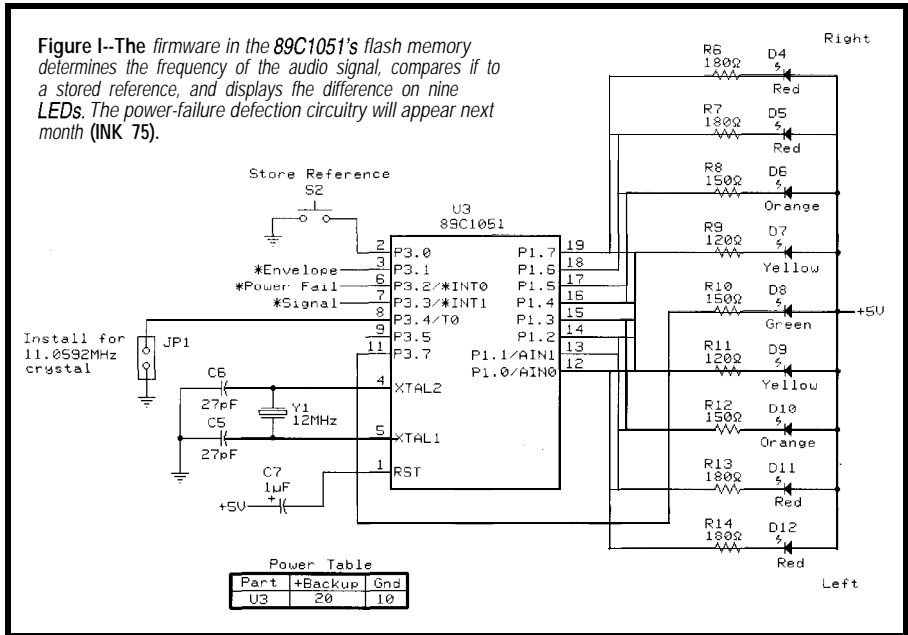 Figure I--The firmware in the 89C1051's flash memory
determines the frequency of the audio signal, compares if to
a stored reference, and displays fhe difference on nine
LEDs. The power-failure defection circuitry will appear next
month (INK 75).
Right
R6
180Ω
D4
Red
R7
180Ω
D5
Red
R8
150Ω
D6
Orange
R9
120Ω
D7
Yellow
R10
150Ω
D8
Green
+5V
R11
120Ω
D9
Yellow
R12
150Ω
D10
Orange
R13
180Ω
D11
Red
R14
180Ω
D12
Red
Left
Store Reference
S2
U3
89C1051
2 P3.0
3 P3.1
6 P3.2/*INT0
7 P3.3/*INT1
8 P3.4/T0
9 P3.5
11 P3.7
4 XTAL2
5 XTAL1
1 RST
P1.7 19
P1.6 18
P1.5 17
P1.4 16
P1.3 15
P1.2 14
P1.1/AIN1 13
P1.0/AIN0 12
*Envelope
*Power Fail
*Signal
Install for
11.0592MHz
crystal
JP1
C6
27pF
Y1
12MHz
C5
27pF
C7
1µF
+
+5V
Power Table
Part +Backup Gnd
U3 20 10